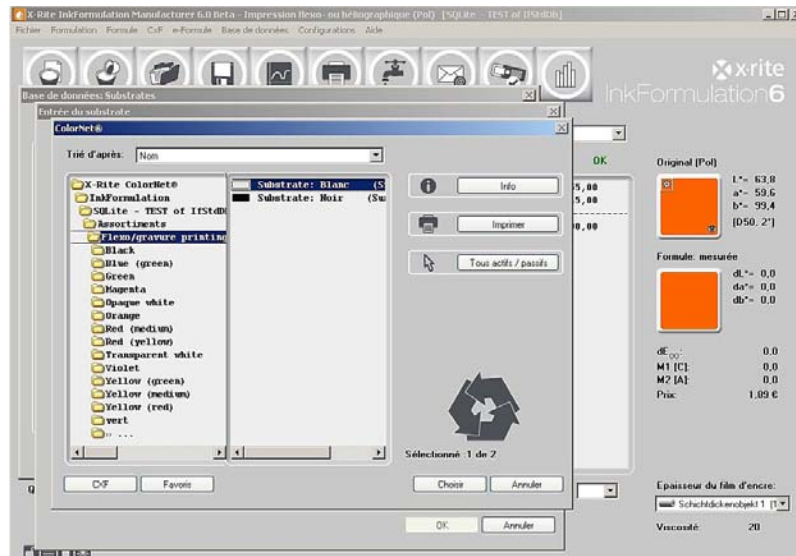 X-Rite InkFormulation Manufacturer 6.0 Beta - Impression flexo- ou héliographique (Pol) [SQLite - TEST of IfStdDb]
Fichier Formulation Formule CxF e-Formule Base de données Configurations Aide
x·rite
InkFormulation6
Base de données: Substrates
Entrée du substrate
ColorNet®
Trié d'après: Nom
X-Rite ColorNet®
InkFormulation
SQLite - TEST of IfStdD
Assortiments
Flexo/gravure printing
Black
Blue (green)
Green
Magenta
Opaque white
Orange
Red (medium)
Red (yellow)
Transparent white
Violet
Yellow (green)
Yellow (medium)
Yellow (red)
vert
.. ...
Substrate: Blanc (S
Substrate: Noir (Su
Info
Imprimer
Tous actifs / passifs
Sélectionné :1 de 2
CxF Favoris Choisir Annuler
OK Annuler
OK
5,00
5,00
0,00
Original (Pol)
L*= 63,8
a*= 59,6
b*= 99,4
[D50, 2°]
Formule: mesurée
dL*= 0,0
da*= 0,0
db*= 0,0
dE00: 0,0
M1 [C]: 0,0
M2 [A]: 0,0
Prix: 1,09 €
Epaisseur du film d'encre:
Schichtdickenobjekt 1 [1
Viscosité: 20
Q